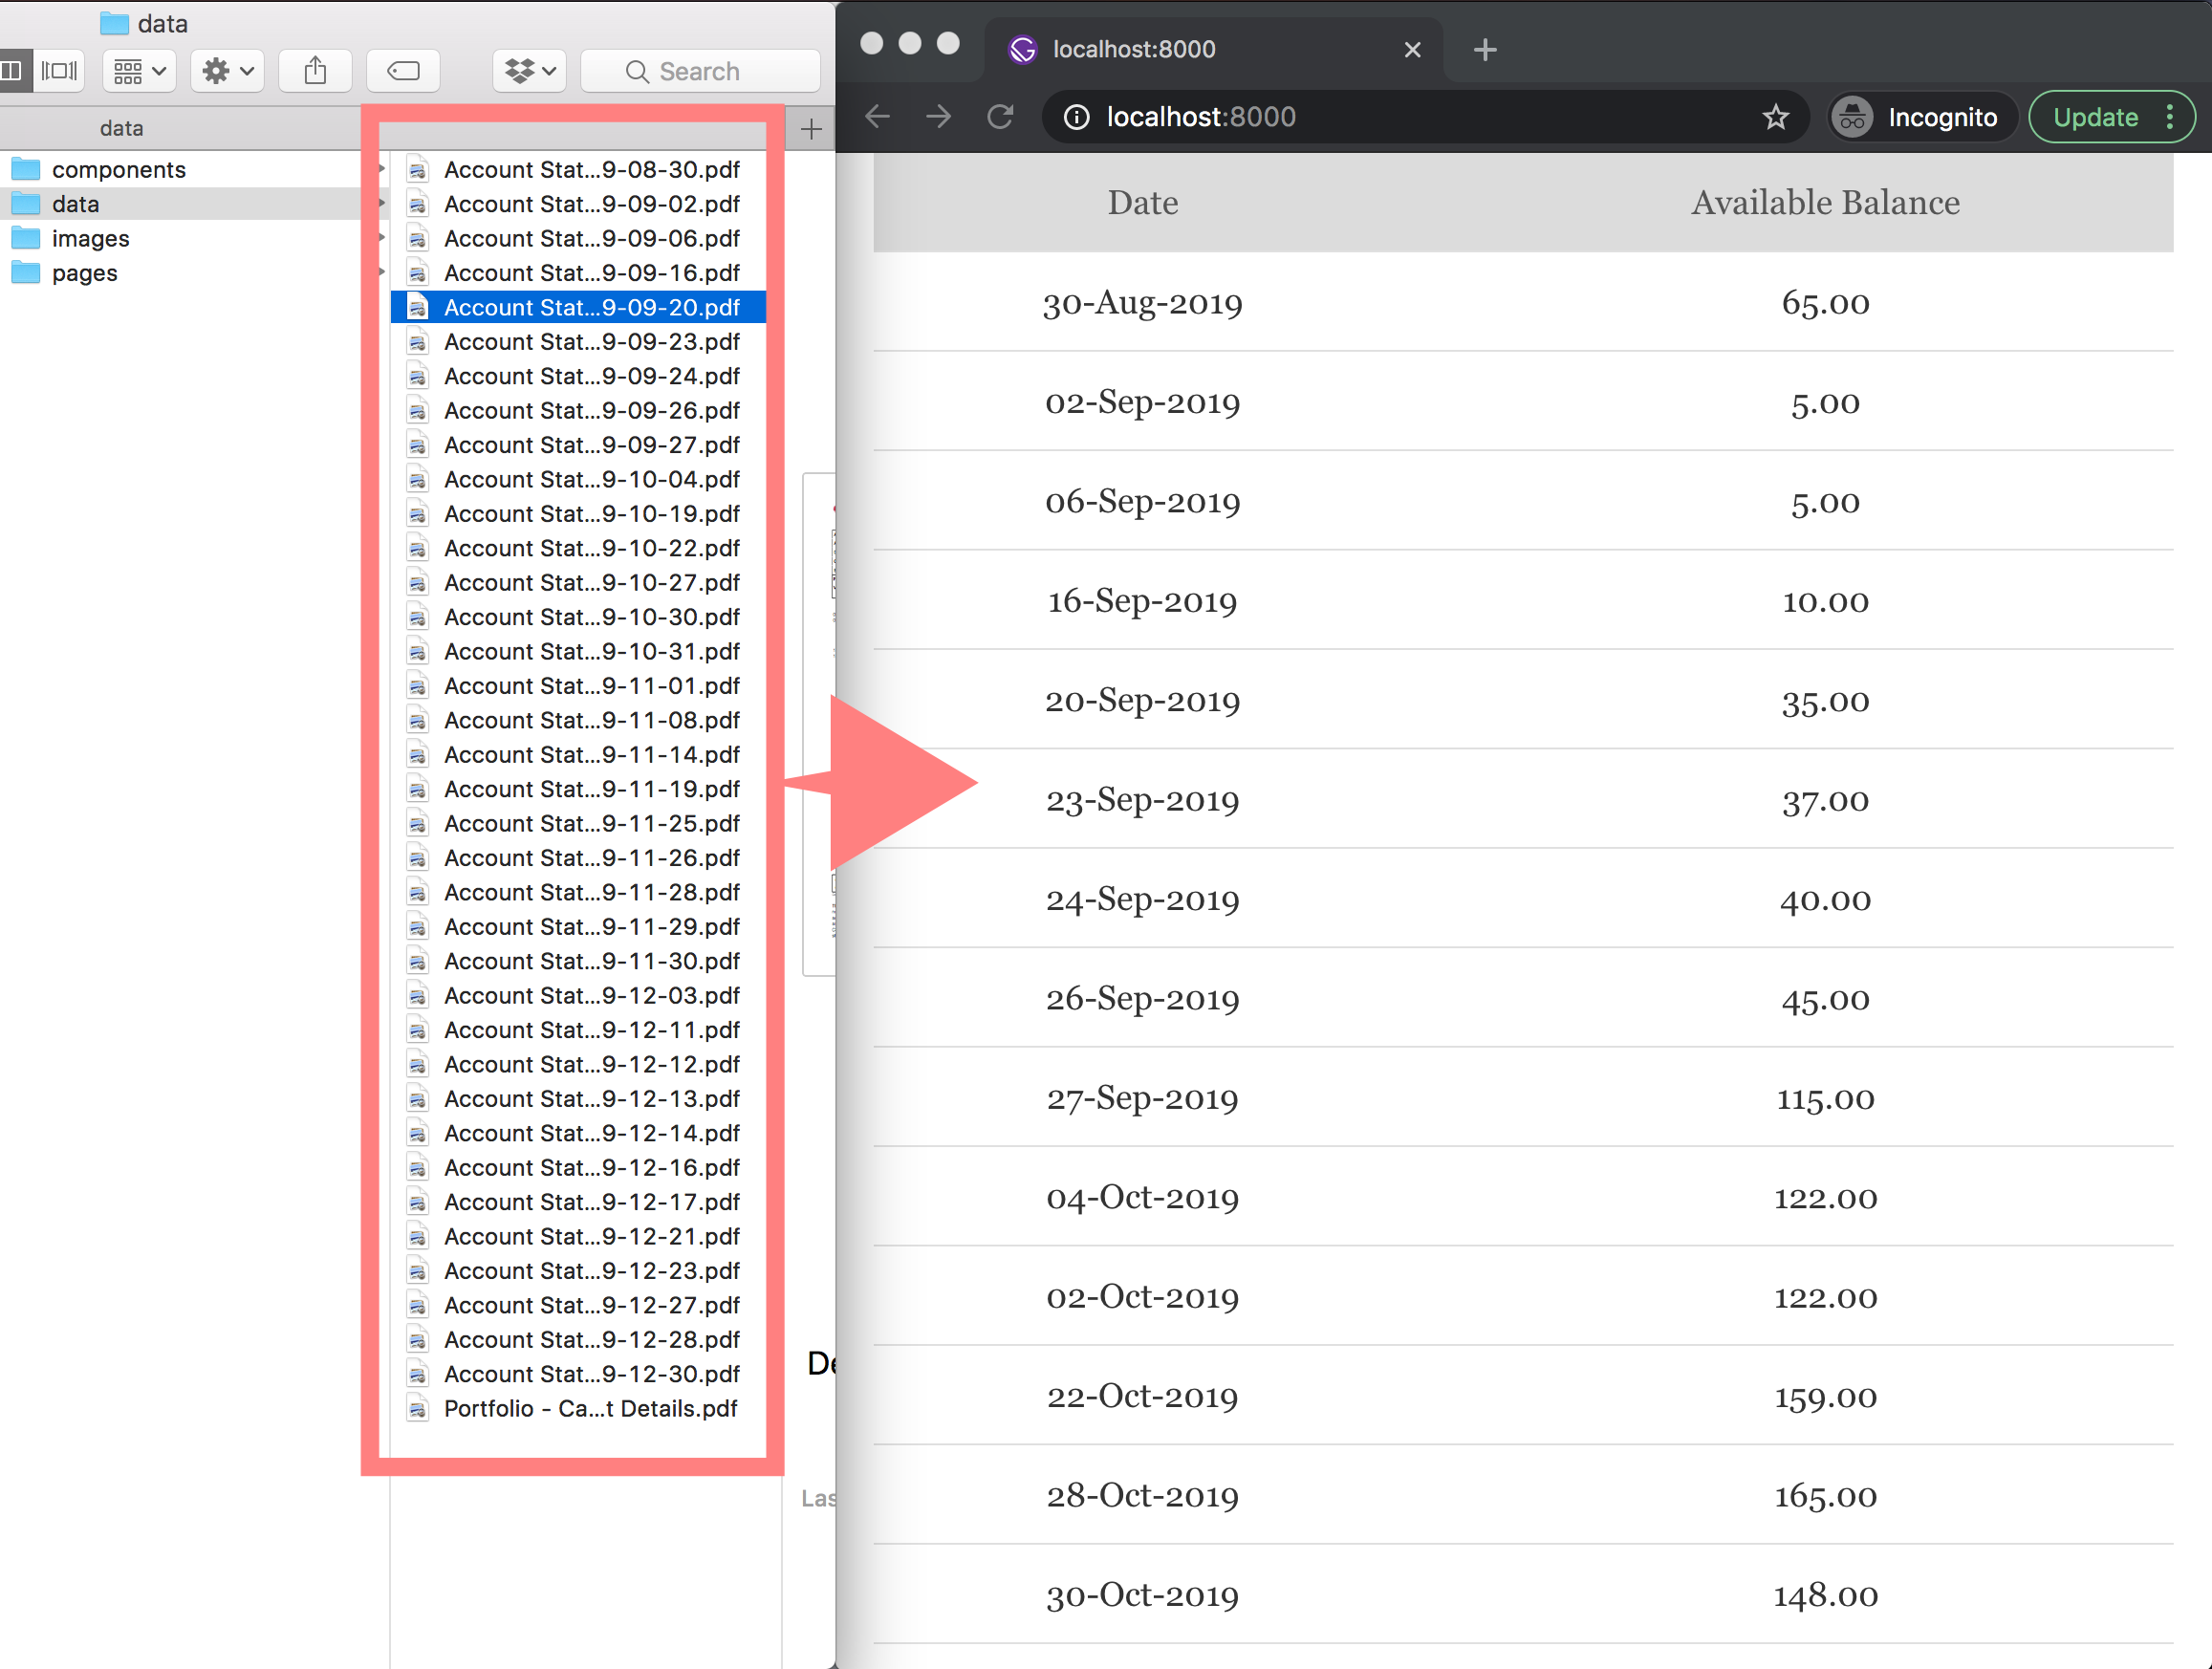 data
Search
data
components
data
images
pages
Account Stat...9-08-30.pdf
Account Stat...9-09-02.pdf
Account Stat...9-09-06.pdf
Account Stat...9-09-16.pdf
Account Stat...9-09-20.pdf
Account Stat...9-09-23.pdf
Account Stat...9-09-24.pdf
Account Stat...9-09-26.pdf
Account Stat...9-09-27.pdf
Account Stat...9-10-04.pdf
Account Stat...9-10-19.pdf
Account Stat...9-10-22.pdf
Account Stat...9-10-27.pdf
Account Stat...9-10-30.pdf
Account Stat...9-10-31.pdf
Account Stat...9-11-01.pdf
Account Stat...9-11-08.pdf
Account Stat...9-11-14.pdf
Account Stat...9-11-19.pdf
Account Stat...9-11-25.pdf
Account Stat...9-11-26.pdf
Account Stat...9-11-28.pdf
Account Stat...9-11-29.pdf
Account Stat...9-11-30.pdf
Account Stat...9-12-03.pdf
Account Stat...9-12-11.pdf
Account Stat...9-12-12.pdf
Account Stat...9-12-13.pdf
Account Stat...9-12-14.pdf
Account Stat...9-12-16.pdf
Account Stat...9-12-17.pdf
Account Stat...9-12-21.pdf
Account Stat...9-12-23.pdf
Account Stat...9-12-27.pdf
Account Stat...9-12-28.pdf
Account Stat...9-12-30.pdf
Portfolio - Ca...t Details.pdf
Las
localhost:8000
localhost:8000
Incognito
Update
Date Available Balance
30-Aug-2019 65.00
02-Sep-2019 5.00
06-Sep-2019 5.00
16-Sep-2019 10.00
20-Sep-2019 35.00
23-Sep-2019 37.00
24-Sep-2019 40.00
26-Sep-2019 45.00
27-Sep-2019 115.00
04-Oct-2019 122.00
02-Oct-2019 122.00
22-Oct-2019 159.00
28-Oct-2019 165.00
30-Oct-2019 148.00